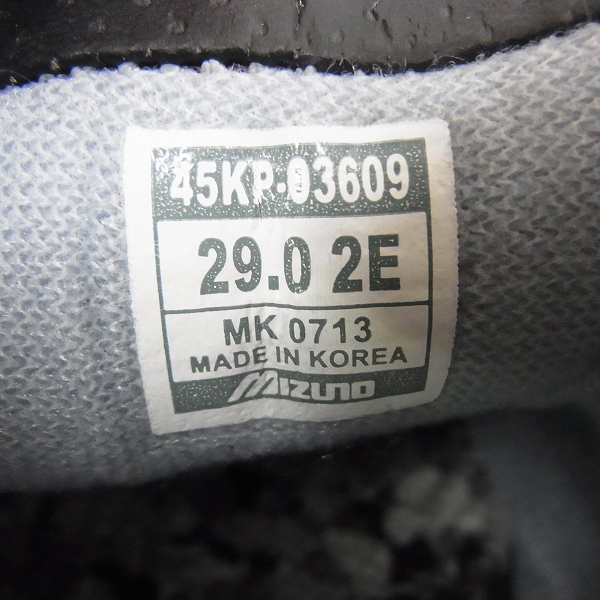 45KP-03609
29.0 2E
MK 0713
MADE IN KOREA
MIZUNO